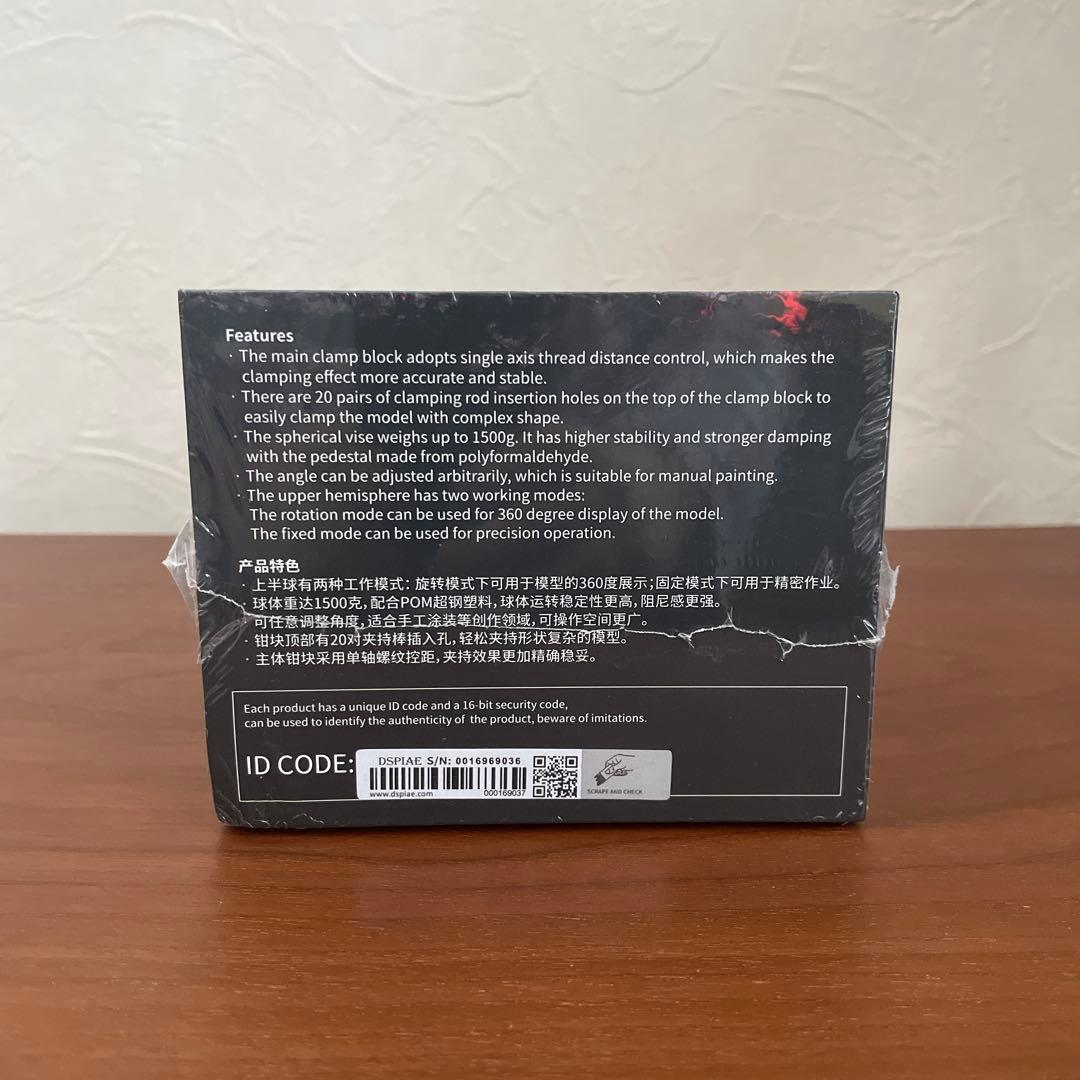 Features
· The main clamp block adopts single axis thread distance control, which makes the
clamping effect more accurate and stable.
· There are 20 pairs of clamping rod insertion holes on the top of the clamp block to
easily clamp the model with complex shape.
· The spherical vise weighs up to 1500g. It has higher stability and stronger damping
with the pedestal made from polyformaldehyde.
· The angle can be adjusted arbitrarily, which is suitable for manual painting.
· The upper hemisphere has two working modes:
The rotation mode can be used for 360 degree display of the model.
The fixed mode can be used for precision operation.
产品特色
· 上半球有两种工作模式：旋转模式下可用于模型的360度展示；固定模式下可用于精密作业。
· 球体重达1500克，配合POM超钢塑料，球体运转稳定性更高，阻尼感更强。
· 可任意调整角度，适合手工涂装等创作领域，可操作空间更广。
· 钳块顶部有20对夹持棒插入孔，轻松夹持形状复杂的模型。
· 主体钳块采用单轴螺纹控距，夹持效果更加精确稳妥。
Each product has a unique ID code and a 16-bit security code,
can be used to identify the authenticity of the product, beware of imitations.
ID CODE:
DSPIAE S/N: 0016969036
www.dspiae.com 000169037
SCRAPE AND CHECK